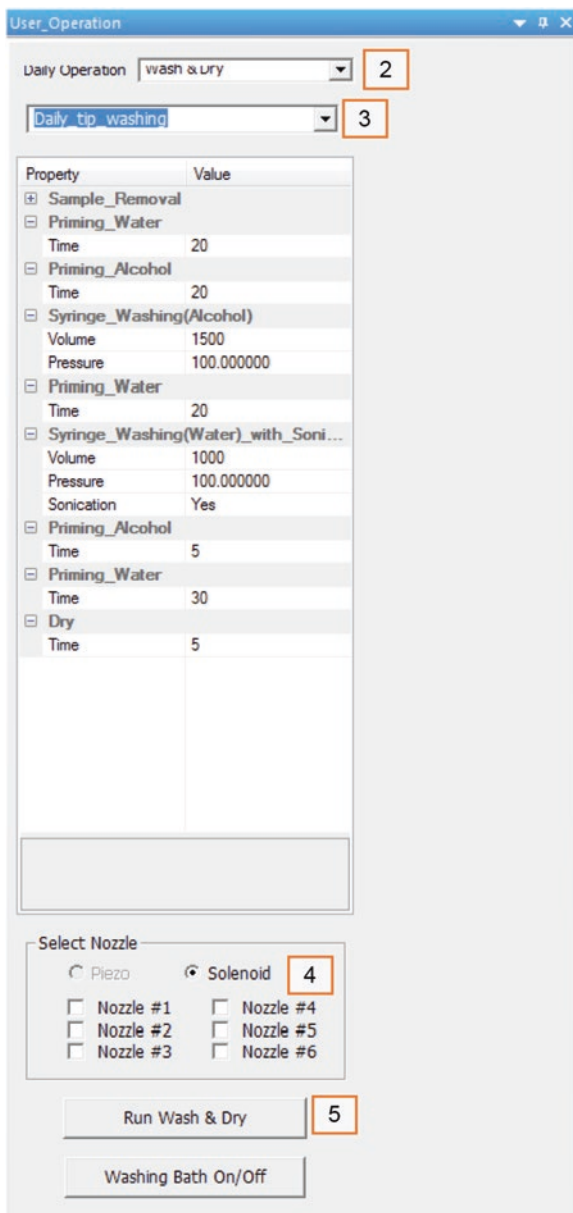 User_Operation
Daily Operation Wash & Dry 2
Daily_tip_washing 3
Property Value
Sample_Removal
Priming_Water
Time 20
Priming_Alcohol
Time 20
Syringe_Washing(Alcohol)
Volume 1500
Pressure 100.000000
Priming_Water
Time 20
Syringe_Washing(Water)_with_Soni...
Volume 1000
Pressure 100.000000
Sonication Yes
Priming_Alcohol
Time 5
Priming_Water
Time 30
Dry
Time 5
Select Nozzle
Piezo Solenoid 4
Nozzle #1 Nozzle #4
Nozzle #2 Nozzle #5
Nozzle #3 Nozzle #6
Run Wash & Dry 5
Washing Bath On/Off